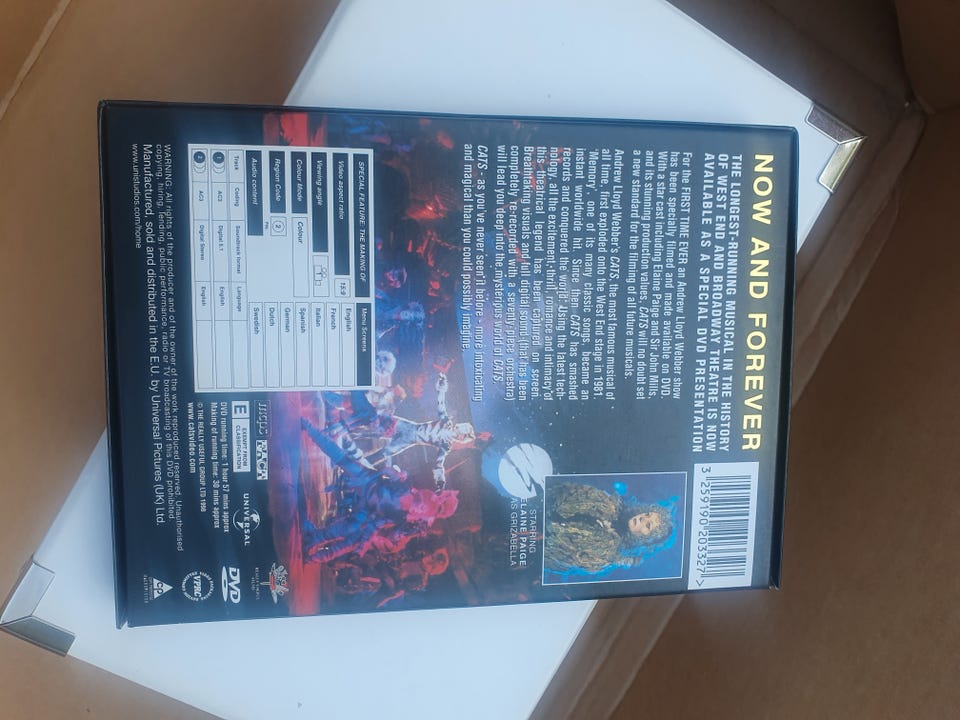 NOW AND FOREVER
THE LONGEST-RUNNING MUSICAL IN THE HISTORY
OF WEST END AND BROADWAY THEATRE IS NOW
AVAILABLE AS A SPECIAL DVD PRESENTATION
For the FIRST TIME EVER an Andrew Lloyd Webber show
has been specially filmed and made available on DVD.
With a star cast including Elaine Paige and Sir John Mills,
and its stunning production values, CATS will no doubt set
a new standard for the filming of all future musicals.
Andrew Lloyd Webber's CATS, the most famous musical of
all time, first exploded onto the West End stage in 1981.
'Memory', one of its many classic songs, became an
instant worldwide hit. Since then, CATS has smashed
records and conquered the world! Using the latest tech-
nology, all the excitement, thrill, romance and intimacy of
this theatrical legend has been captured on screen.
Breathtaking visuals and full digital sound (that has been
completely re-recorded with a seventy-piece orchestra)
will lead you deep into the mysterious world of CATS.
CATS - as you've never seen it before - more intoxicating
and magical than you could possibly imagine.
3 259190 203327 >
STARRING
ELAINE PAIGE
AS GRIZABELLA
SPECIAL FEATURE: THE MAKING OF
Video aspect ratio 15:9
Viewing angle
Colour Mode Colour
Region Code 2 PAL
Audio content
Track Coding Soundtrack format Language
1 AC3 Digital 5.1 English
2 AC3 Digital Stereo English
Menu Screens
English
French
Italian
Spanish
German
Dutch
Swedish
magic PACK
E EXEMPT FROM CLASSIFICATION
UNIVERSAL
DVD running time: 1 hour 57 mins approx
Making of running time: 30 mins approx
© THE REALLY USEFUL GROUP LTD 1998
www.catsvideo.com
DVD
VIDEO
VPRC
CP
WARNING: All rights of the producer and of the owner of the work reproduced reserved. Unauthorised
copying, hiring, lending, public performance, radio or TV broadcasting of this DVD prohibited.
Manufactured, sold and distributed in the E.U. by Universal Pictures (UK) Ltd.
www.unistudios.com/home